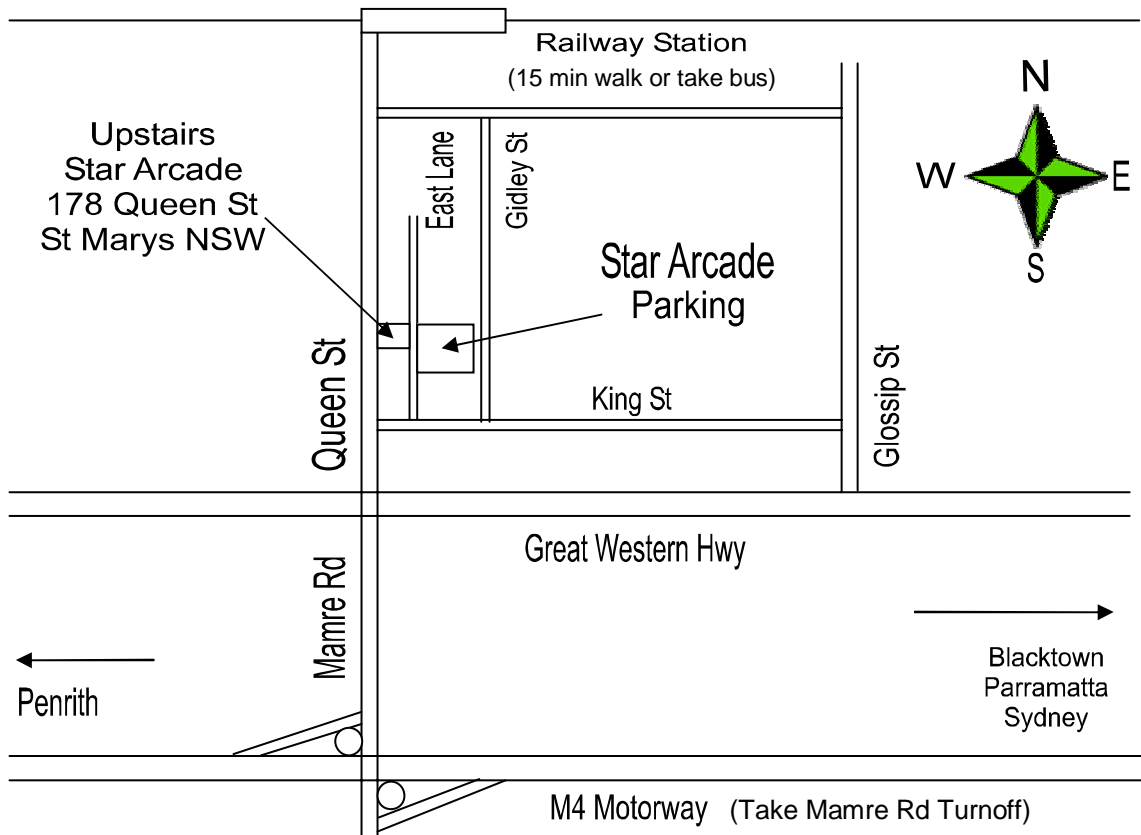 Railway Station
(15 min walk or take bus)
N
W
E
S
Upstairs
Star Arcade
178 Queen St
St Marys NSW
East Lane
Gidley St
Star Arcade
Parking
Queen St
King St
Glossip St
Great Western Hwy
Mamre Rd
Penrith
Blacktown
Parramatta
Sydney
M4 Motorway (Take Mamre Rd Turnoff)